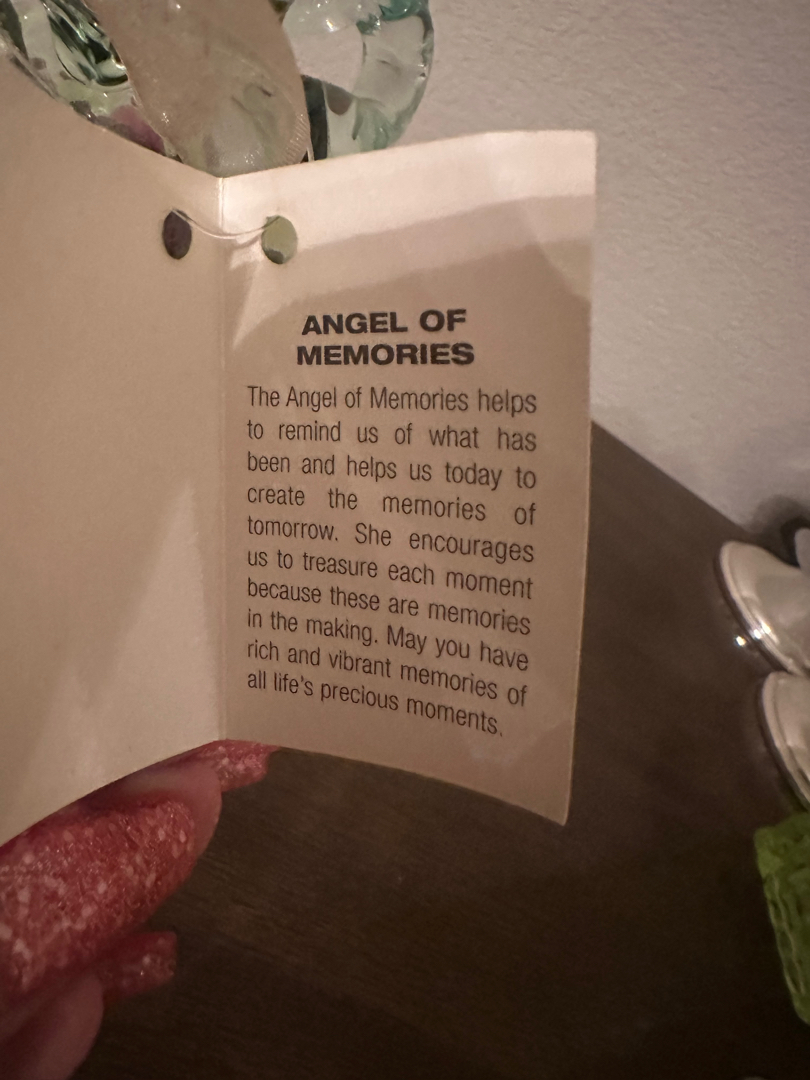 ANGEL OF
MEMORIES
The Angel of Memories helps
to remind us of what has
been and helps us today to
create the memories of
tomorrow. She encourages
us to treasure each moment
because these are memories
in the making. May you have
rich and vibrant memories of
all life's precious moments.